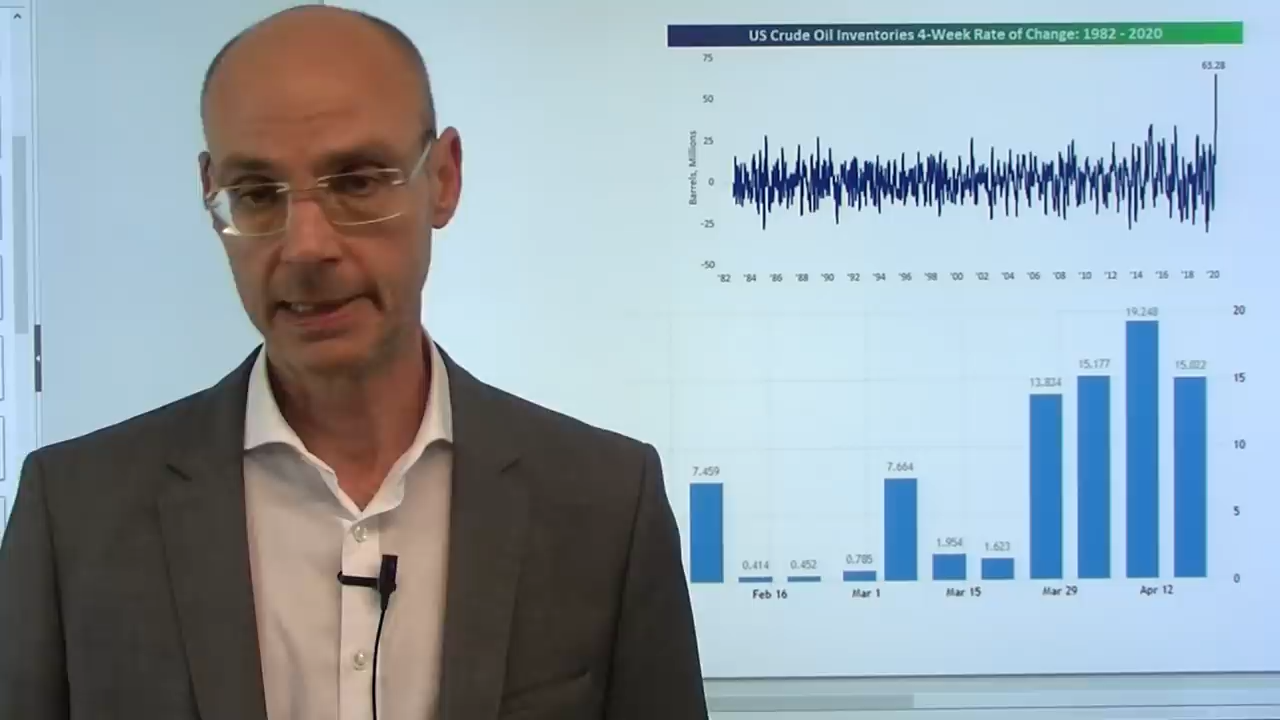 US Crude Oil Inventories 4-Week Rate of Change: 1982 - 2020
75
63.28
50
Barrels, Millions
25
0
-25
-50
'82 '84 '86 '88 '90 '92 '94 '96 '98 '00 '02 '04 '06 '08 '10 '12 '14 '16 '18 '20
19.248
20
15.177
15.022
15
13.834
10
7.459
7.664
5
0.414
0.452
0.785
1.954
1.623
0
Feb 16
Mar 1
Mar 15
Mar 29
Apr 12